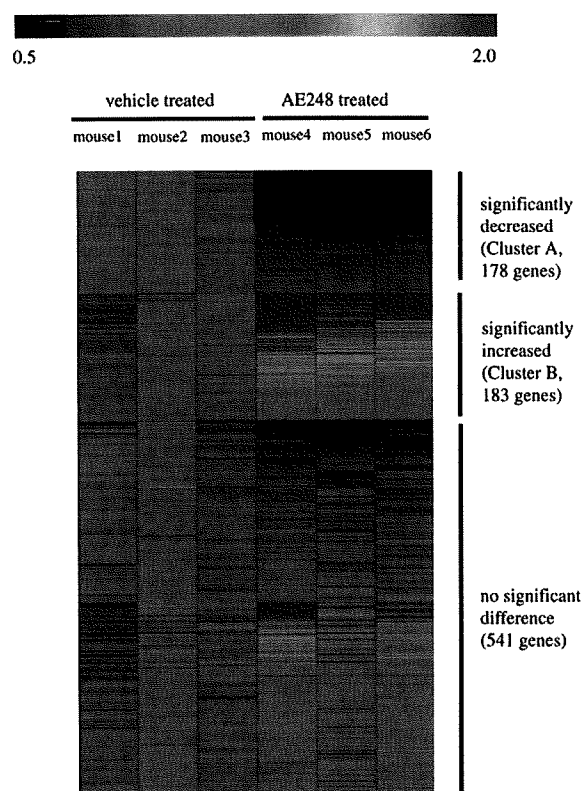 0.5 2.0
vehicle treated AE248 treated
mouse1 mouse2 mouse3 mouse4 mouse5 mouse6
significantly
decreased
(Cluster A,
178 genes)
significantly
increased
(Cluster B,
183 genes)
no significant
difference
(541 genes)